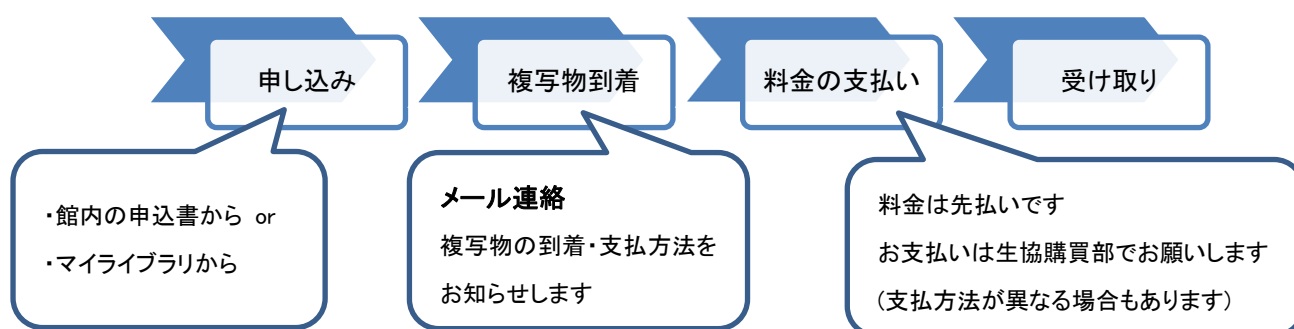 申し込み
複写物到着
料金の支払い
受け取り
・館内の申込書から or
・マイライブラリから
メール連絡
複写物の到着・支払方法を
お知らせします
料金は先払いです
お支払いは生協購買部でお願いします
(支払方法が異なる場合もあります)